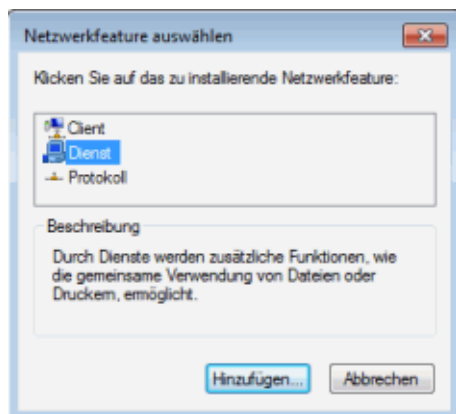 Netzwerkfeature auswählen
Klicken Sie auf das zu installierende Netzwerkfeature:
Client
Dienst
Protokoll
Beschreibung
Durch Dienste werden zusätzliche Funktionen, wie
die gemeinsame Verwendung von Dateien oder
Druckern, ermöglicht.
Hinzufügen... Abbrechen